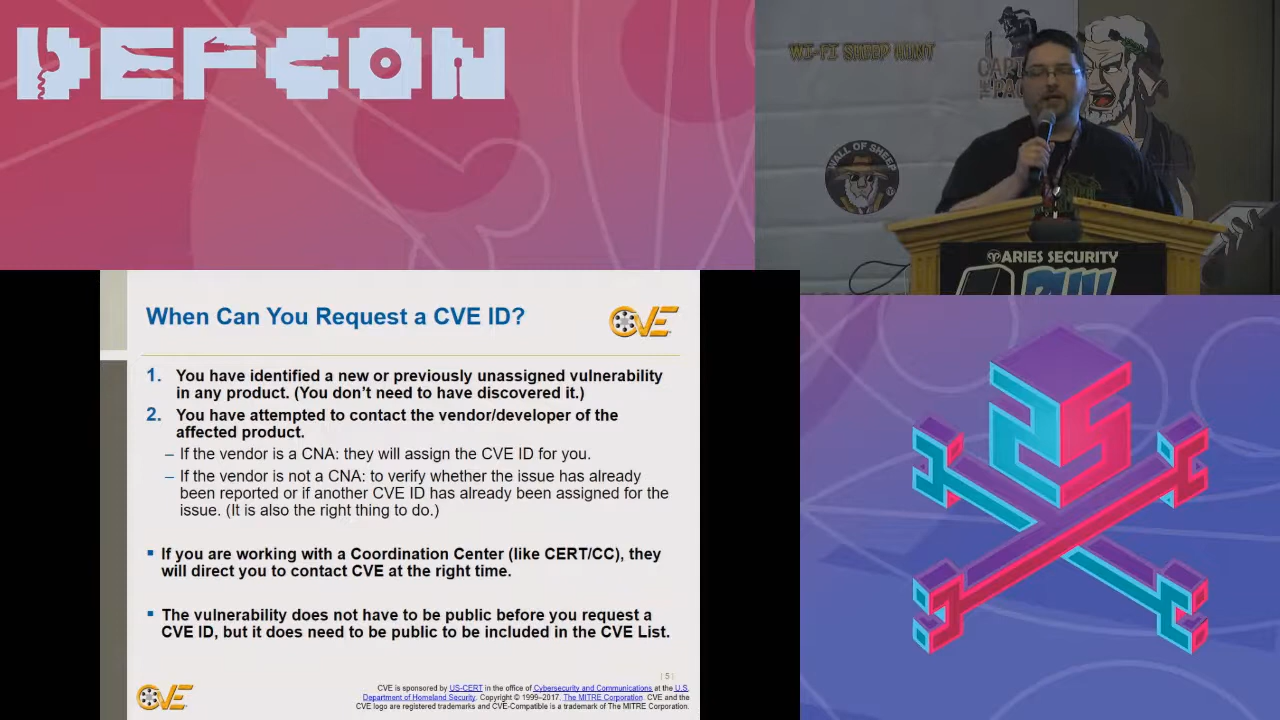 DEFCON
WI-FI SHEEP HUNT
WALL OF SHEEP
ARIES SECURITY
When Can You Request a CVE ID?
CVE
1. You have identified a new or previously unassigned vulnerability
in any product. (You don't need to have discovered it.)
2. You have attempted to contact the vendor/developer of the
affected product.
– If the vendor is a CNA: they will assign the CVE ID for you.
– If the vendor is not a CNA: to verify whether the issue has already
been reported or if another CVE ID has already been assigned for the
issue. (It is also the right thing to do.)
▪ If you are working with a Coordination Center (like CERT/CC), they
will direct you to contact CVE at the right time.
▪ The vulnerability does not have to be public before you request a
CVE ID, but it does need to be public to be included in the CVE List.
| 5 |
CVE
CVE is sponsored by US-CERT in the office of Cybersecurity and Communications at the U.S.
Department of Homeland Security. Copyright © 1999–2017, The MITRE Corporation. CVE and the
CVE logo are registered trademarks and CVE-Compatible is a trademark of The MITRE Corporation.
25